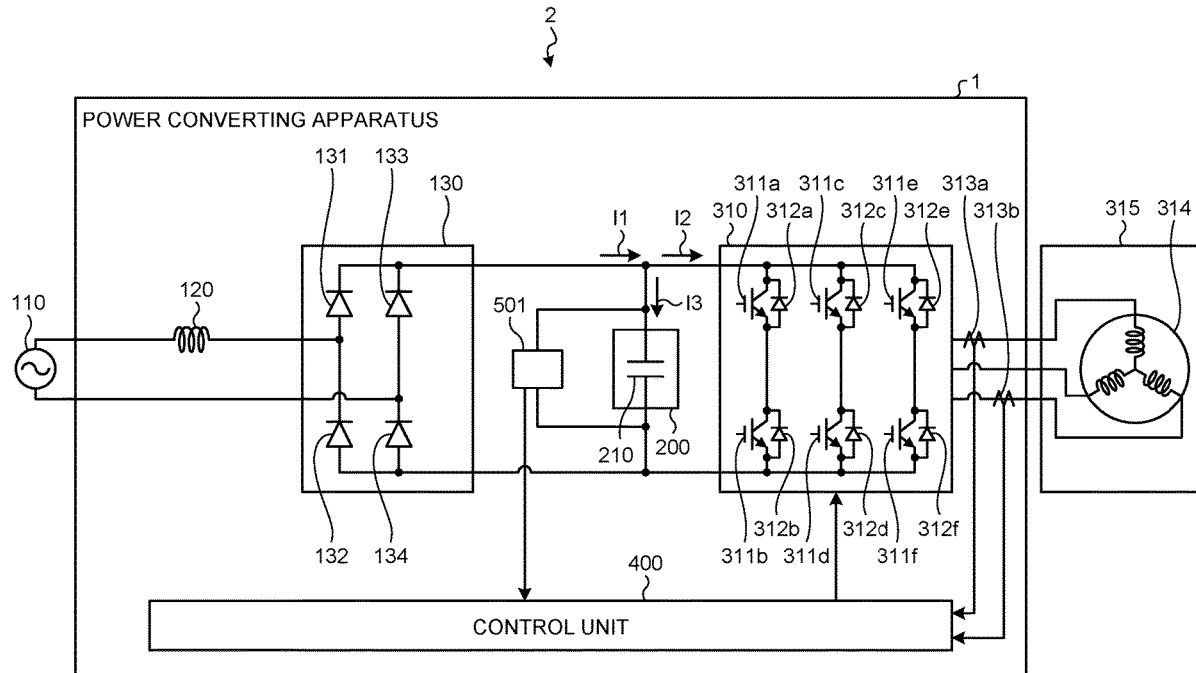 2
1
POWER CONVERTING APPARATUS
131 133
130
311a 311c 311e 313a
310 312a 312c 312e 313b
315 314
I1 I2
I3
110
120
501
210 200
132 134
312b 312d 312f
311b 311d 311f
400
CONTROL UNIT